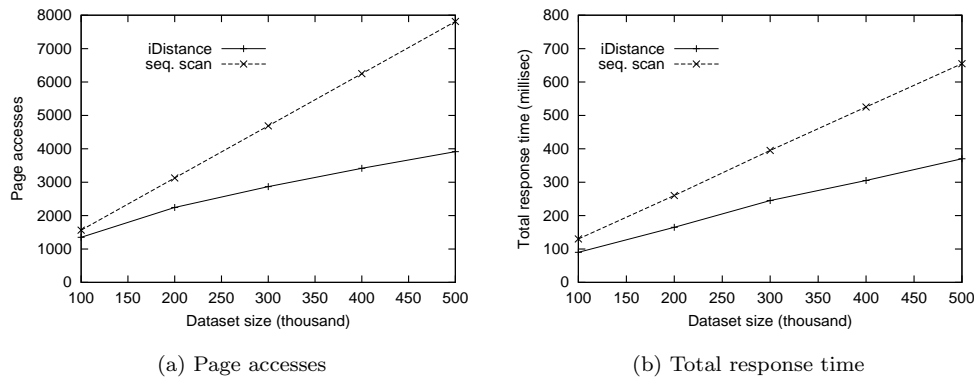 8000
7000
6000
5000
4000
3000
2000
1000
0
Page accesses
iDistance
seq. scan
100 150 200 250 300 350 400 450 500
Dataset size (thousand)
(a) Page accesses
800
700
600
500
400
300
200
100
0
Total response time (millisec)
iDistance
seq. scan
100 150 200 250 300 350 400 450 500
Dataset size (thousand)
(b) Total response time